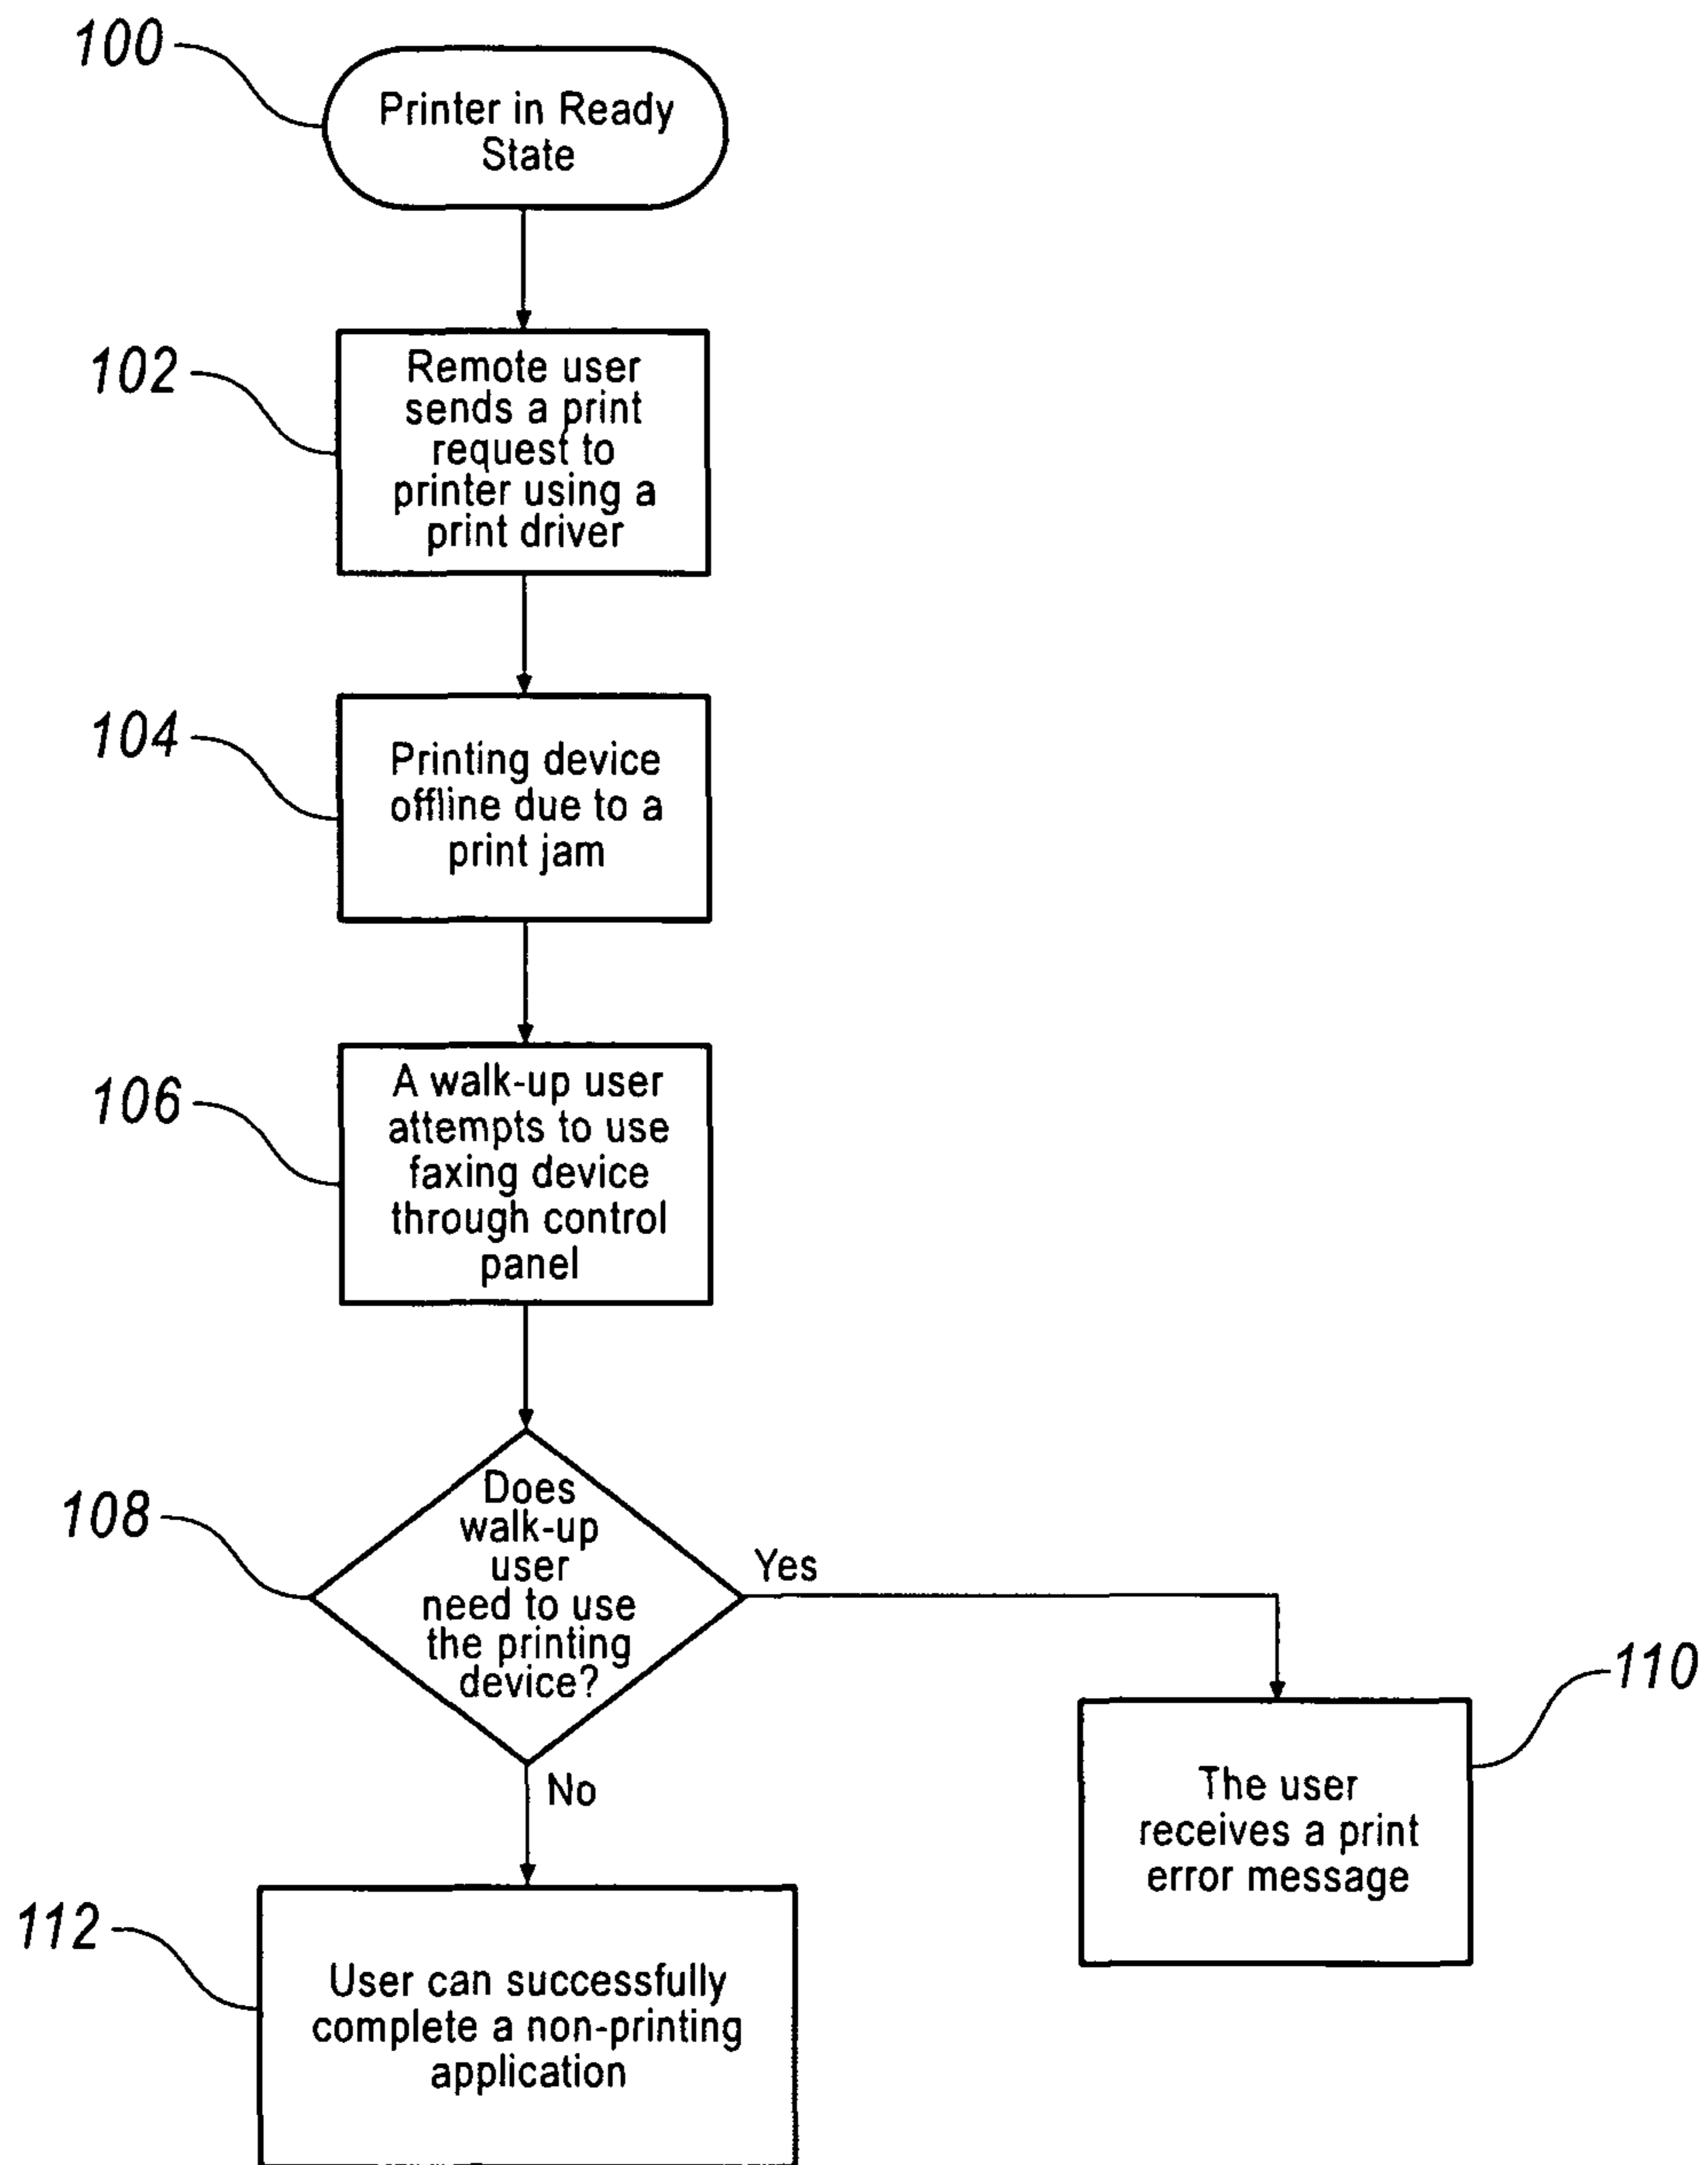 100
Printer in Ready
State
102
Remote user
sends a print
request to
printer using a
print driver
104
Printing device
offline due to a
print jam
106
A walk-up user
attempts to use
faxing device
through control
panel
108
Does
walk-up
user
need to use
the printing
device?
Yes
No
110
The user
receives a print
error message
112
User can successfully
complete a non-printing
application